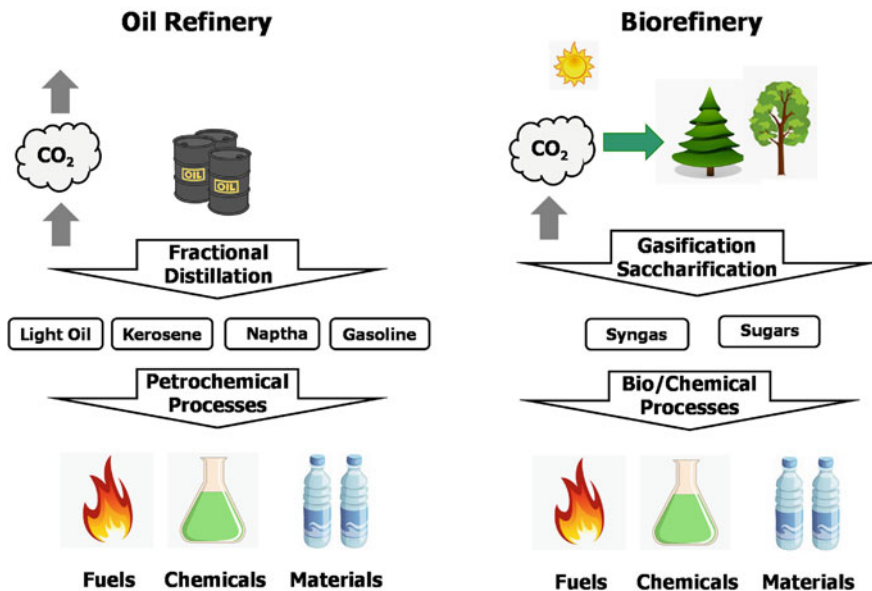 Oil Refinery
CO2
OIL
OIL
Fractional
Distillation
Light Oil
Kerosene
Naptha
Gasoline
Petrochemical
Processes
Fuels
Chemicals
Materials
Biorefinery
CO2
Gasification
Saccharification
Syngas
Sugars
Bio/Chemical
Processes
Fuels
Chemicals
Materials